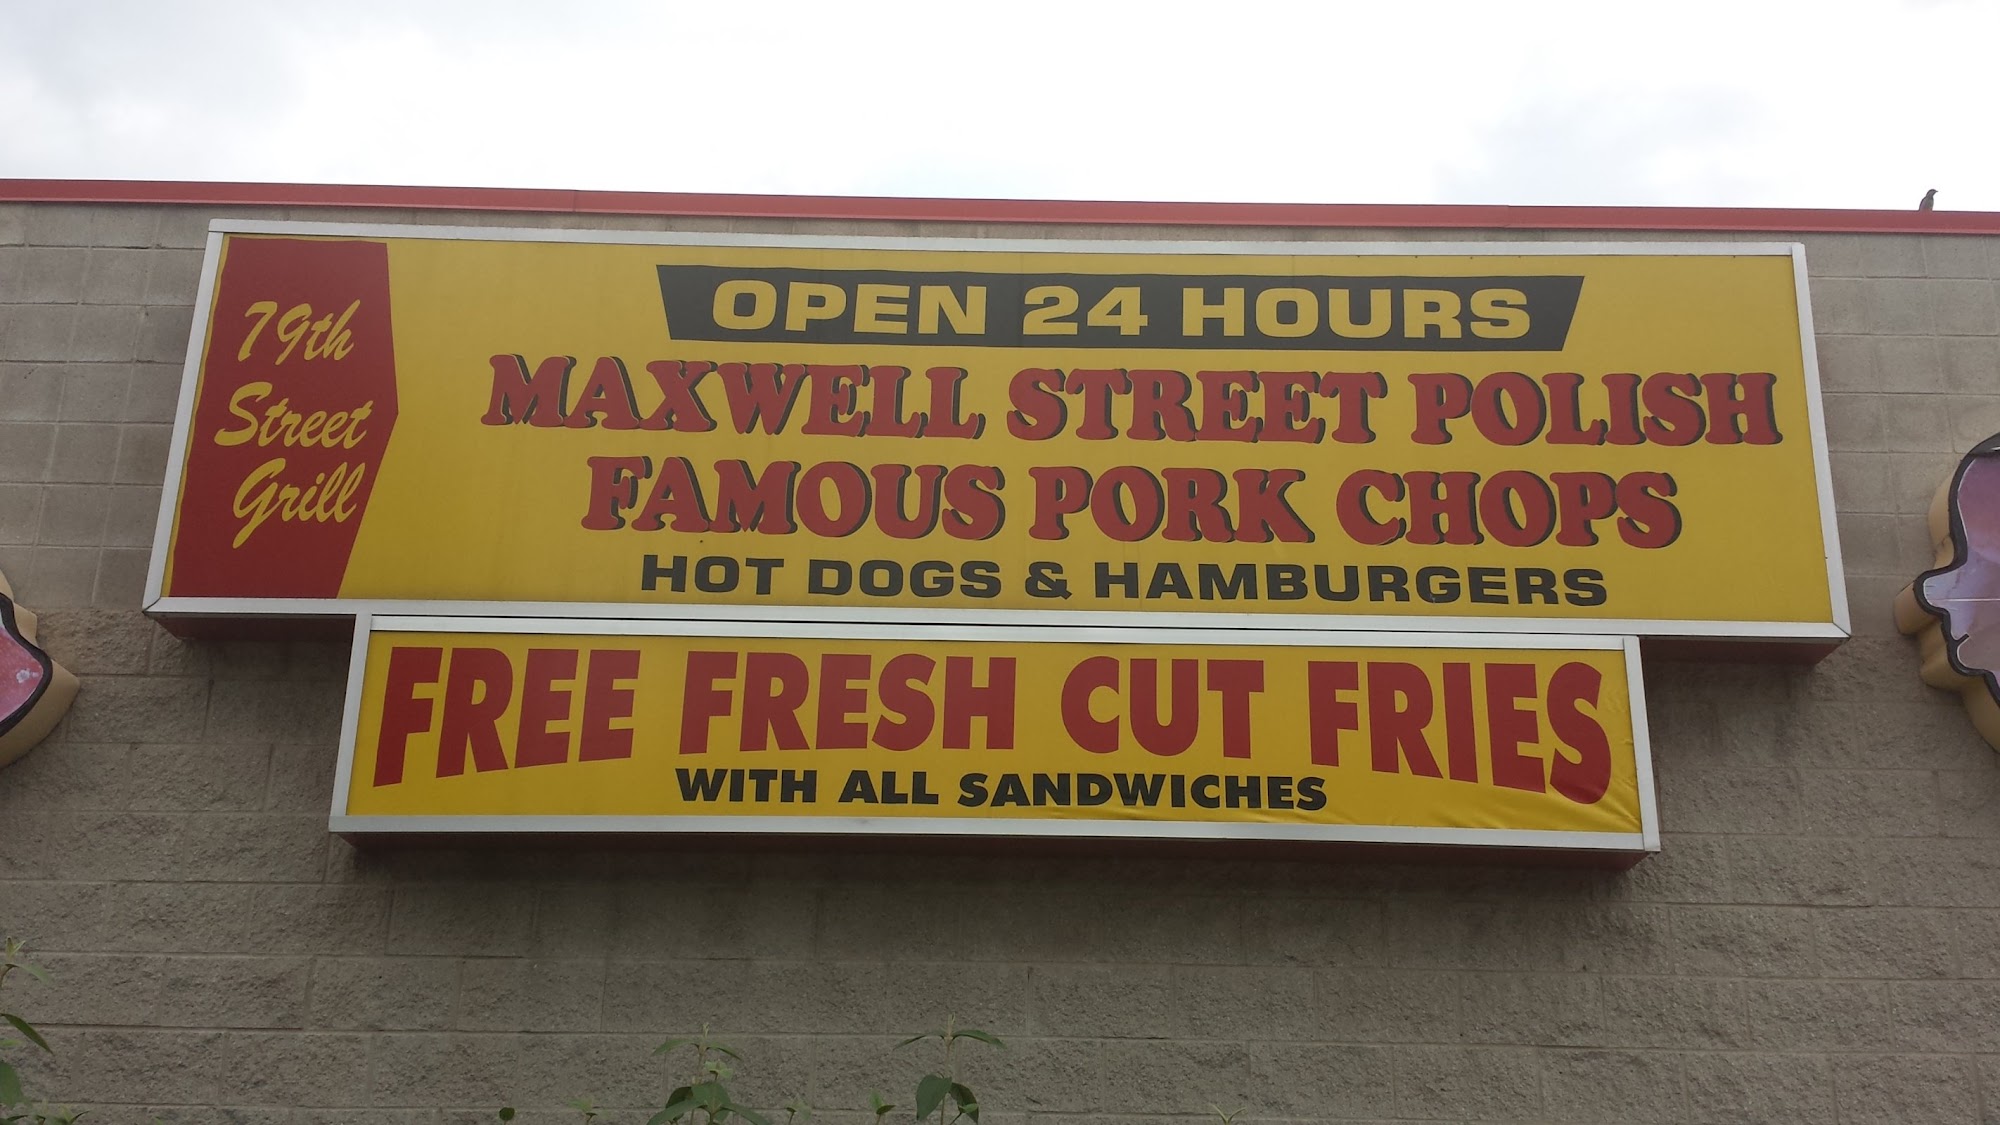 79th
Street
Grill
OPEN 24 HOURS
MAXWELL STREET POLISH
FAMOUS PORK CHOPS
HOT DOGS & HAMBURGERS
FREE FRESH CUT FRIES
WITH ALL SANDWICHES